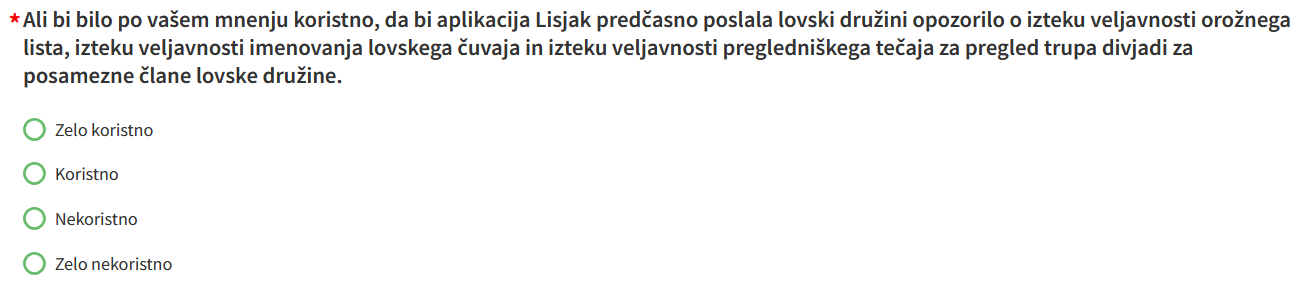 *Ali bi bilo po vašem mnenju koristno, da bi aplikacija Lisjak predčasno poslala lovski družini opozorilo o izteku veljavnosti orožnega
lista, izteku veljavnosti imenovanja lovskega čuvaja in izteku veljavnosti pregledniškega tečaja za pregled trupa divjadi za
posamezne člane lovske družine.
Zelo koristno
Koristno
Nekoristno
Zelo nekoristno